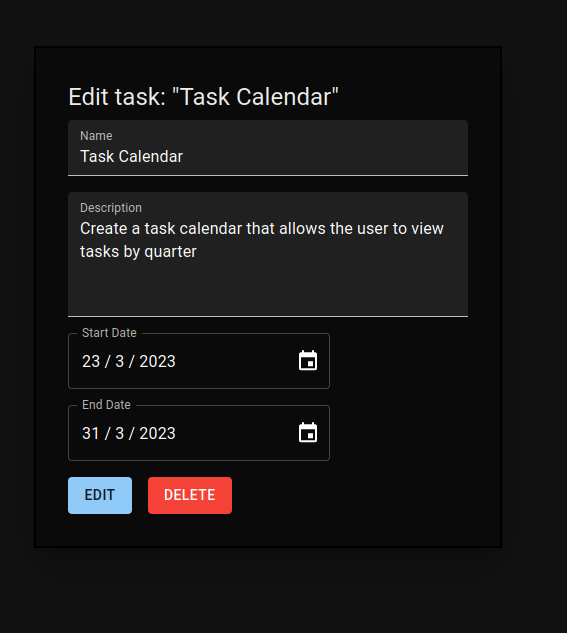 Edit task: "Task Calendar"
Name
Task Calendar
Description
Create a task calendar that allows the user to view
tasks by quarter
Start Date
23 / 3 / 2023
End Date
31 / 3 / 2023
EDIT DELETE